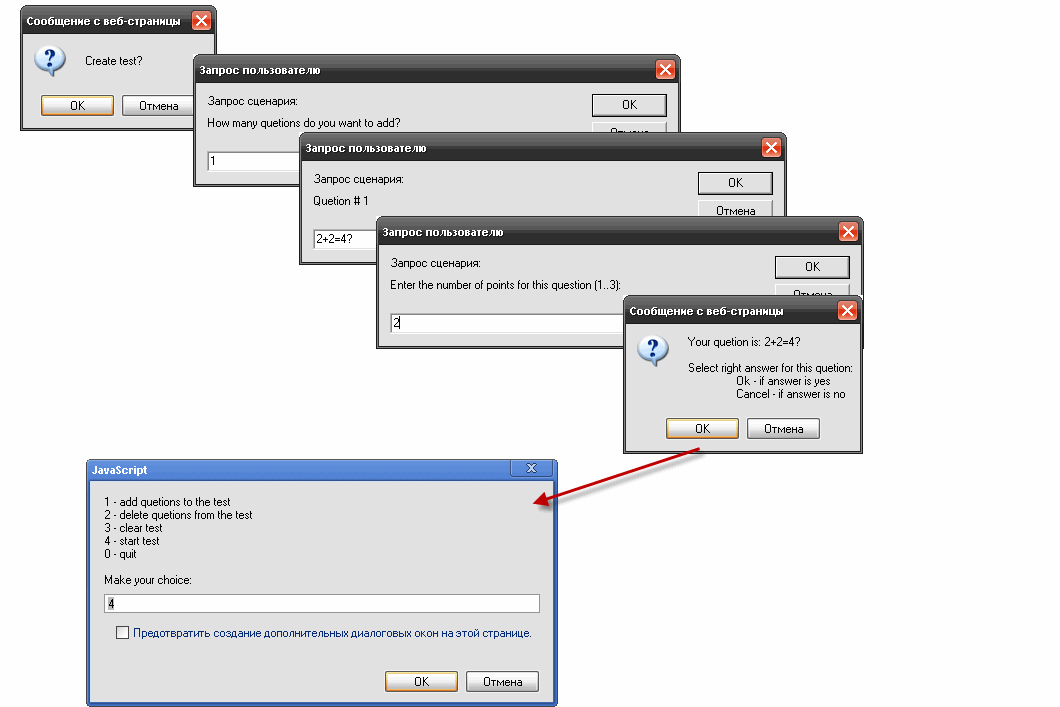 Сообщение с веб-страницы
Create test?
OK
Отмена
Запрос пользователю
Запрос сценария:
How many quetions do you want to add?
OK
Отмена
1
Запрос пользователю
Запрос сценария:
Quetion # 1
OK
Отмена
2+2=4?
Запрос пользователю
Запрос сценария:
Enter the number of points for this question (1..3):
OK
Отмена
2
Сообщение с веб-страницы
Your quetion is: 2+2=4?
Select right answer for this quetion:
Ok - if answer is yes
Cancel - if answer is no
OK
Отмена
JavaScript
1 - add quetions to the test
2 - delete quetions from the test
3 - clear test
4 - start test
0 - quit
Make your choice:
4
Предотвратить создание дополнительных диалоговых окон на этой странице.
OK
Отмена